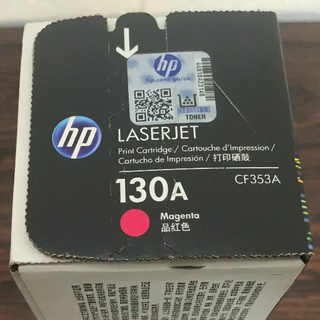 hp
hp.com/go/ok
TONER
hp
LASERJET
Print Cartridge / Cartouche d'Impression /
Cartucho de Impresión / 打印硒鼓
130A
CF353A
Magenta
品红色